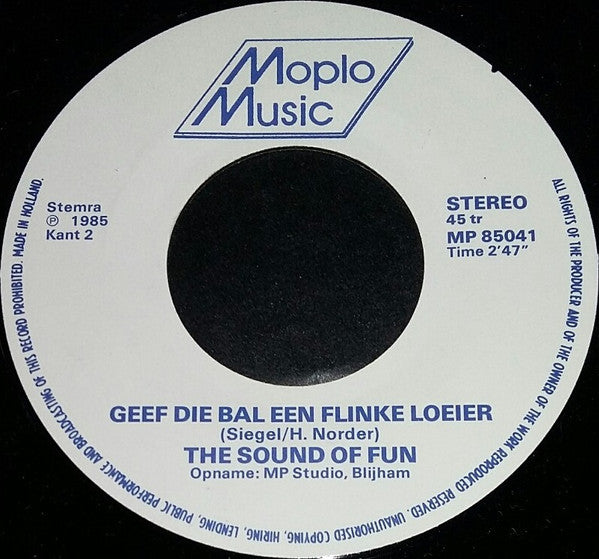 Moplo
Music
Stemra
℗ 1985
Kant 2
STEREO
45 tr
MP 85041
Time 2'47"
GEEF DIE BAL EEN FLINKE LOEIER
(Siegel/H. Norder)
THE SOUND OF FUN
Opname: MP Studio, Blijham
ALL RIGHTS OF THE PRODUCER AND OF THE OWNER OF THE WORK REPRODUCED RESERVED. UNAUTHORISED COPYING, HIRING, LENDING, PUBLIC PERFORMANCE AND BROADCASTING OF THIS RECORD PROHIBITED. MADE IN HOLLAND.